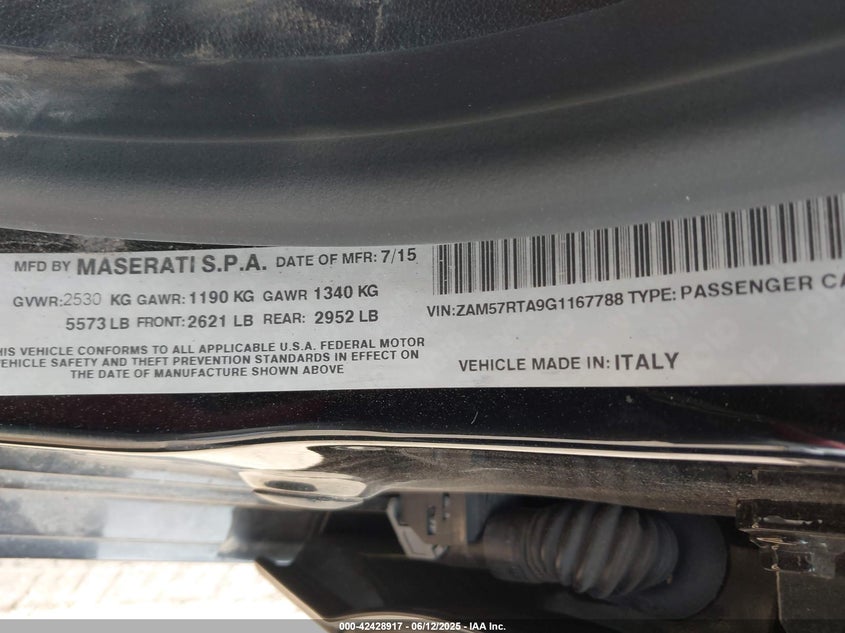 MFD BY MASERATI S.P.A. DATE OF MFR: 7/15
GVWR:2530 KG GAWR:1190 KG GAWR 1340 KG
5573 LB FRONT:2621 LB REAR: 2952 LB
HIS VEHICLE CONFORMS TO ALL APPLICABLE U.S.A. FEDERAL MOTOR
VEHICLE SAFETY AND THEFT PREVENTION STANDARDS IN EFFECT ON
THE DATE OF MANUFACTURE SHOWN ABOVE
VIN:ZAM57RTA9G1167788 TYPE: PASSENGER CA
VEHICLE MADE IN: ITALY
000-42428917 - 06/12/2025 - IAA Inc.